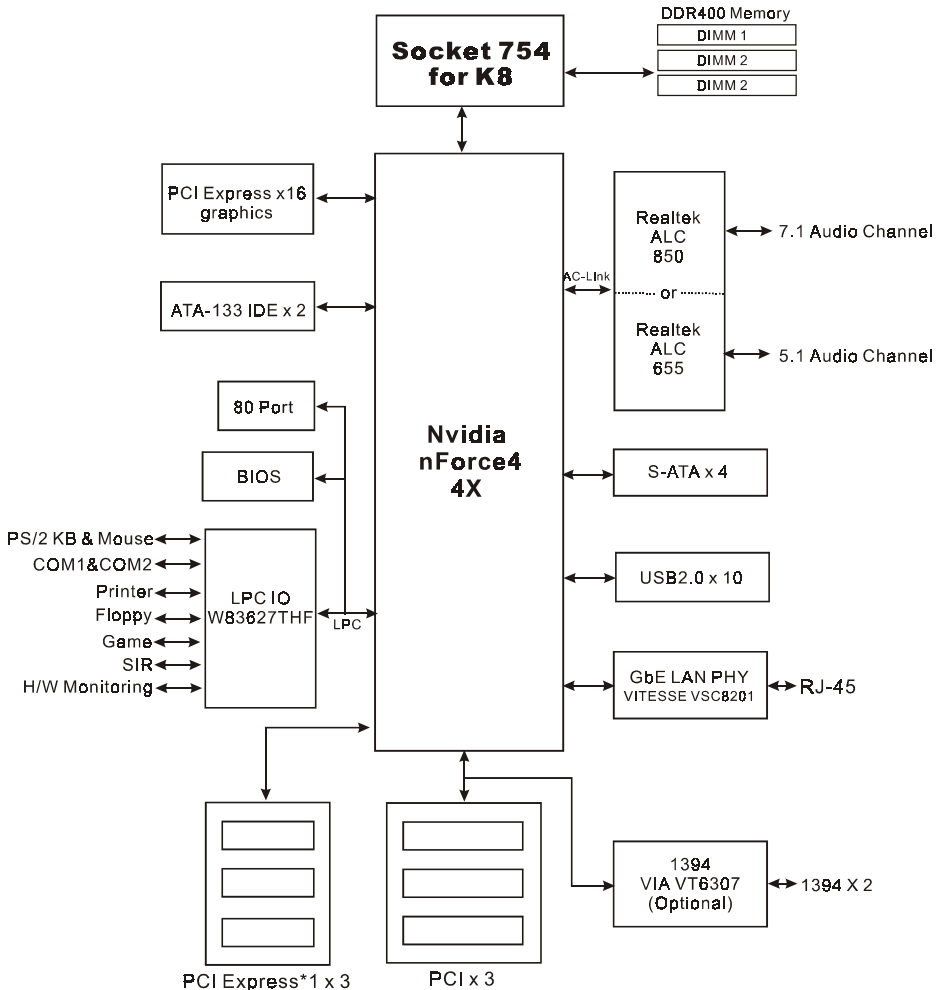 DDR400 Memory
DIMM 1
DIMM 2
DIMM 2
Socket 754
for K8
PCI Express x16
graphics
ATA-133 IDE x 2
80 Port
BIOS
PS/2 KB & Mouse
COM1&COM2
Printer
Floppy
Game
SIR
H/W Monitoring
LPC IO
W83627THF
LPC
Nvidia
nForce4
4X
AC-Link
Realtek
ALC
850
or
Realtek
ALC
655
7.1 Audio Channel
5.1 Audio Channel
S-ATA x 4
USB2.0 x 10
GbE LAN PHY
VITESSE VSC8201
RJ-45
1394
VIA VT6307
(Optional)
1394 X 2
PCI Express*1 x 3
PCI x 3